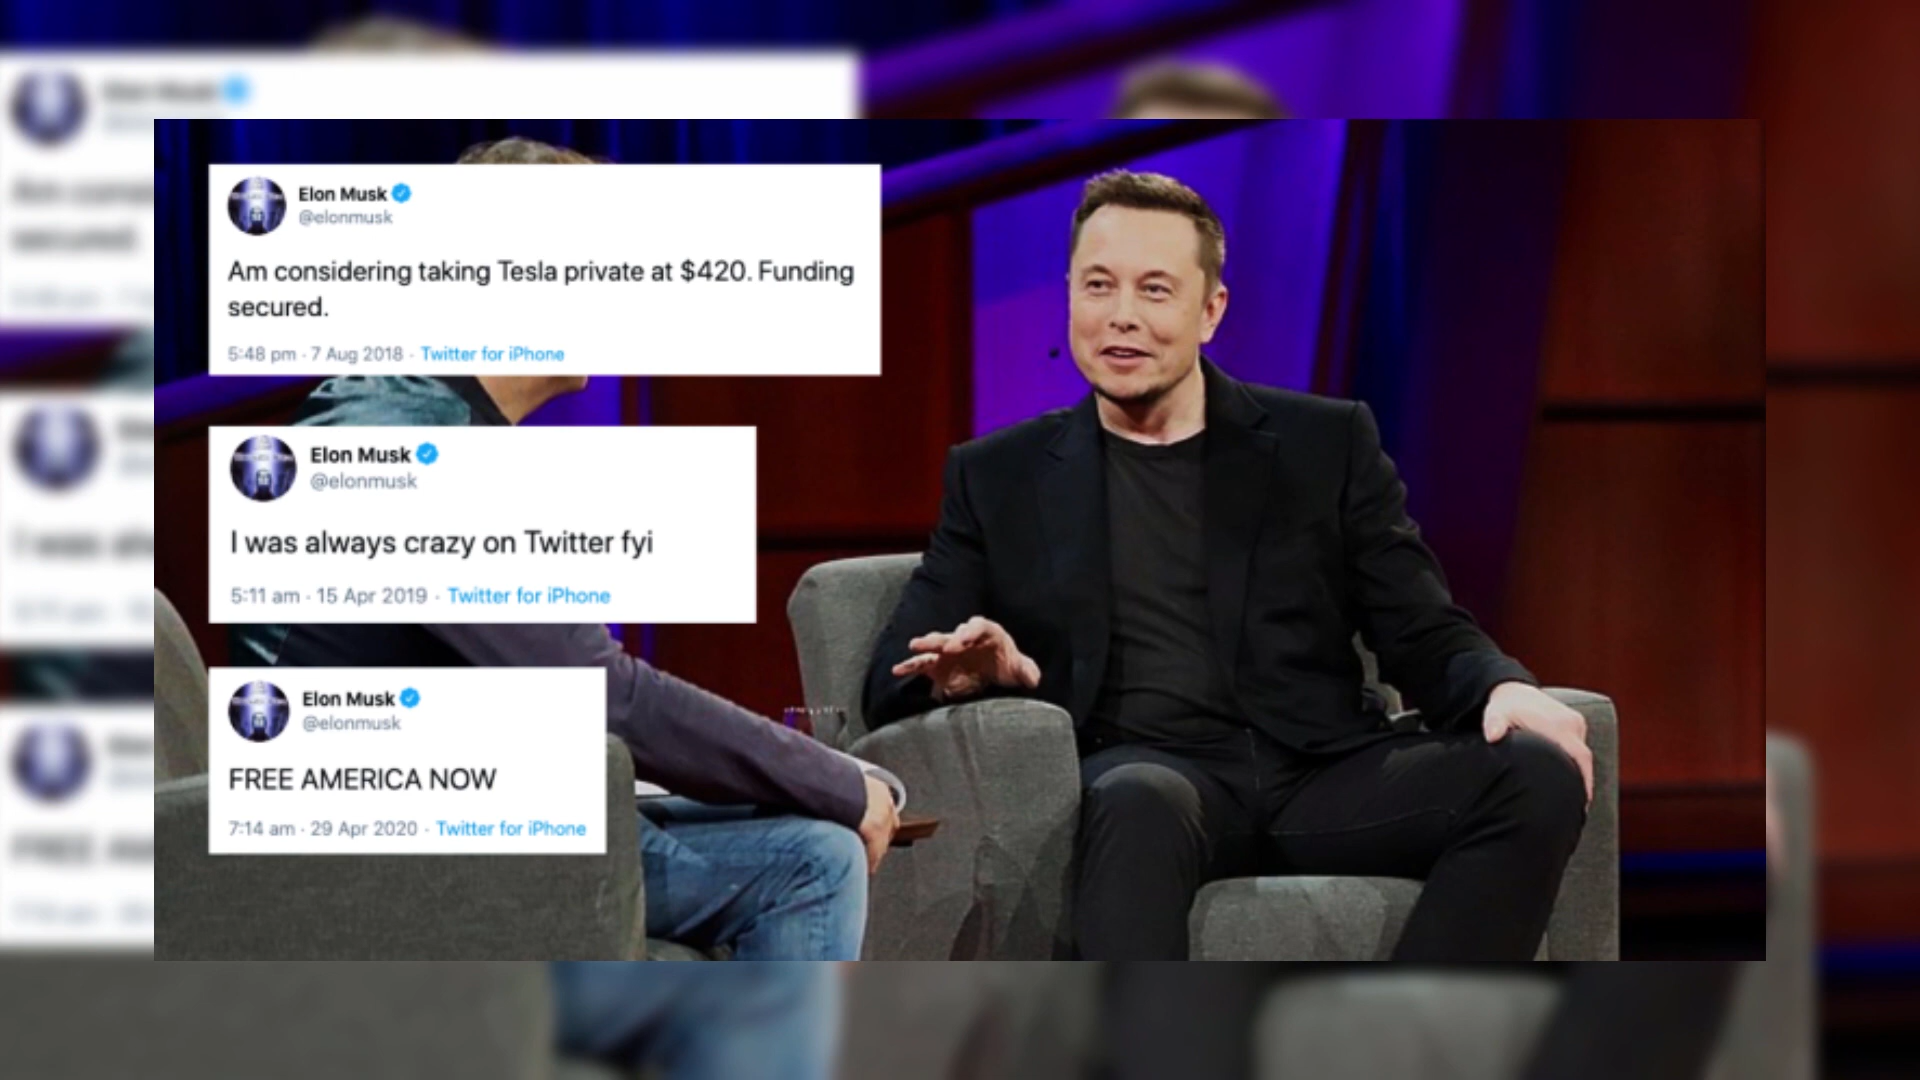 Elon Musk
@elonmusk
Am considering taking Tesla private at $420. Funding
secured.
5:48 pm · 7 Aug 2018 · Twitter for iPhone
Elon Musk
@elonmusk
I was always crazy on Twitter fyi
5:11 am · 15 Apr 2019 · Twitter for iPhone
Elon Musk
@elonmusk
FREE AMERICA NOW
7:14 am · 29 Apr 2020 · Twitter for iPhone